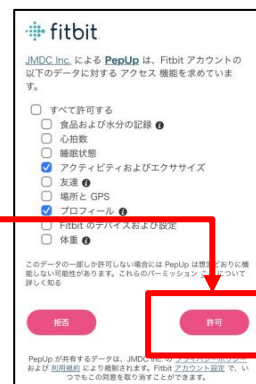 fitbit
JMDC Inc. による PepUp は、Fitbit アカウントの
以下のデータに対する アクセス 機能を求めていま
す。
すべて許可する
食品および水分の記録
心拍数
睡眠状態
アクティビティおよびエクササイズ
友達
場所と GPS
プロフィール
Fitbit のデバイスおよび設定
体重
このデータの一部しか許可しない場合には PepUp は想定どおりに機
能しない可能性があります。これらのパーミッション について
詳しく知る
拒否
許可
PepUp が共有するデータは、JMDC Inc. の プライバシーポリシー
および 利用規約 により規制されます。Fitbit アカウント設定 で、い
つでもこの同意を取り消すことができます。